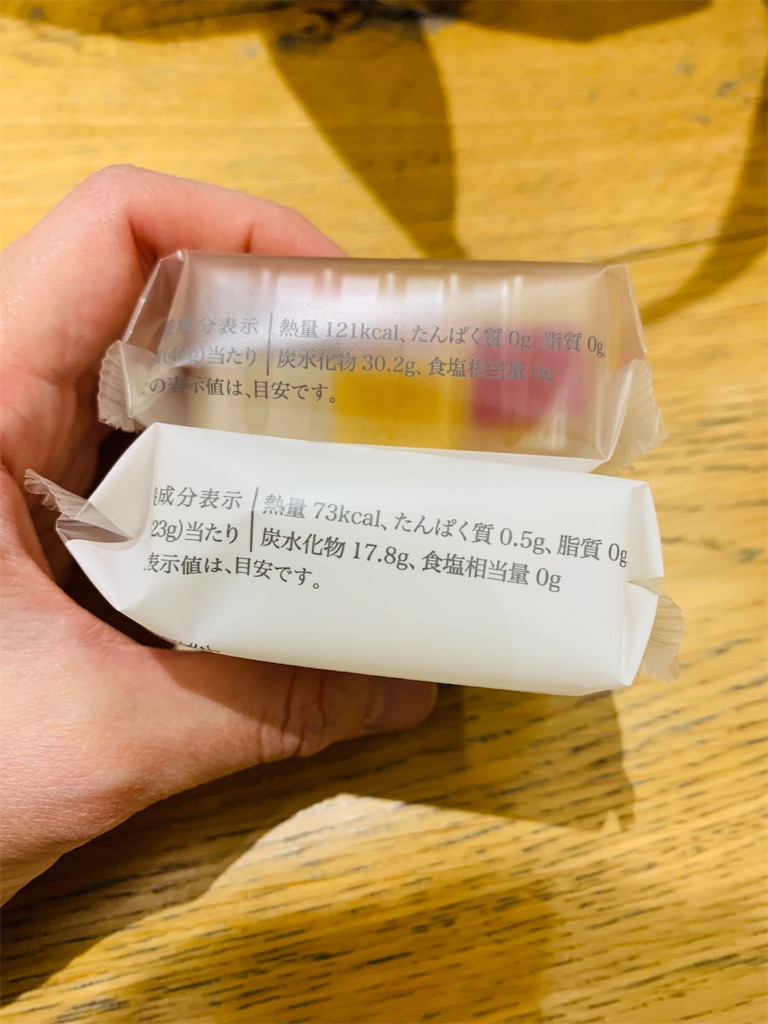 成分表示 熱量 121kcal、たんぱく質 0g、脂質 0g、
当たり 炭水化物 30.2g、食塩相当量 0g
の表示値は、目安です。
成分表示 熱量 73kcal、たんぱく質 0.5g、脂質 0g、
23g)当たり 炭水化物 17.8g、食塩相当量 0g
表示値は、目安です。